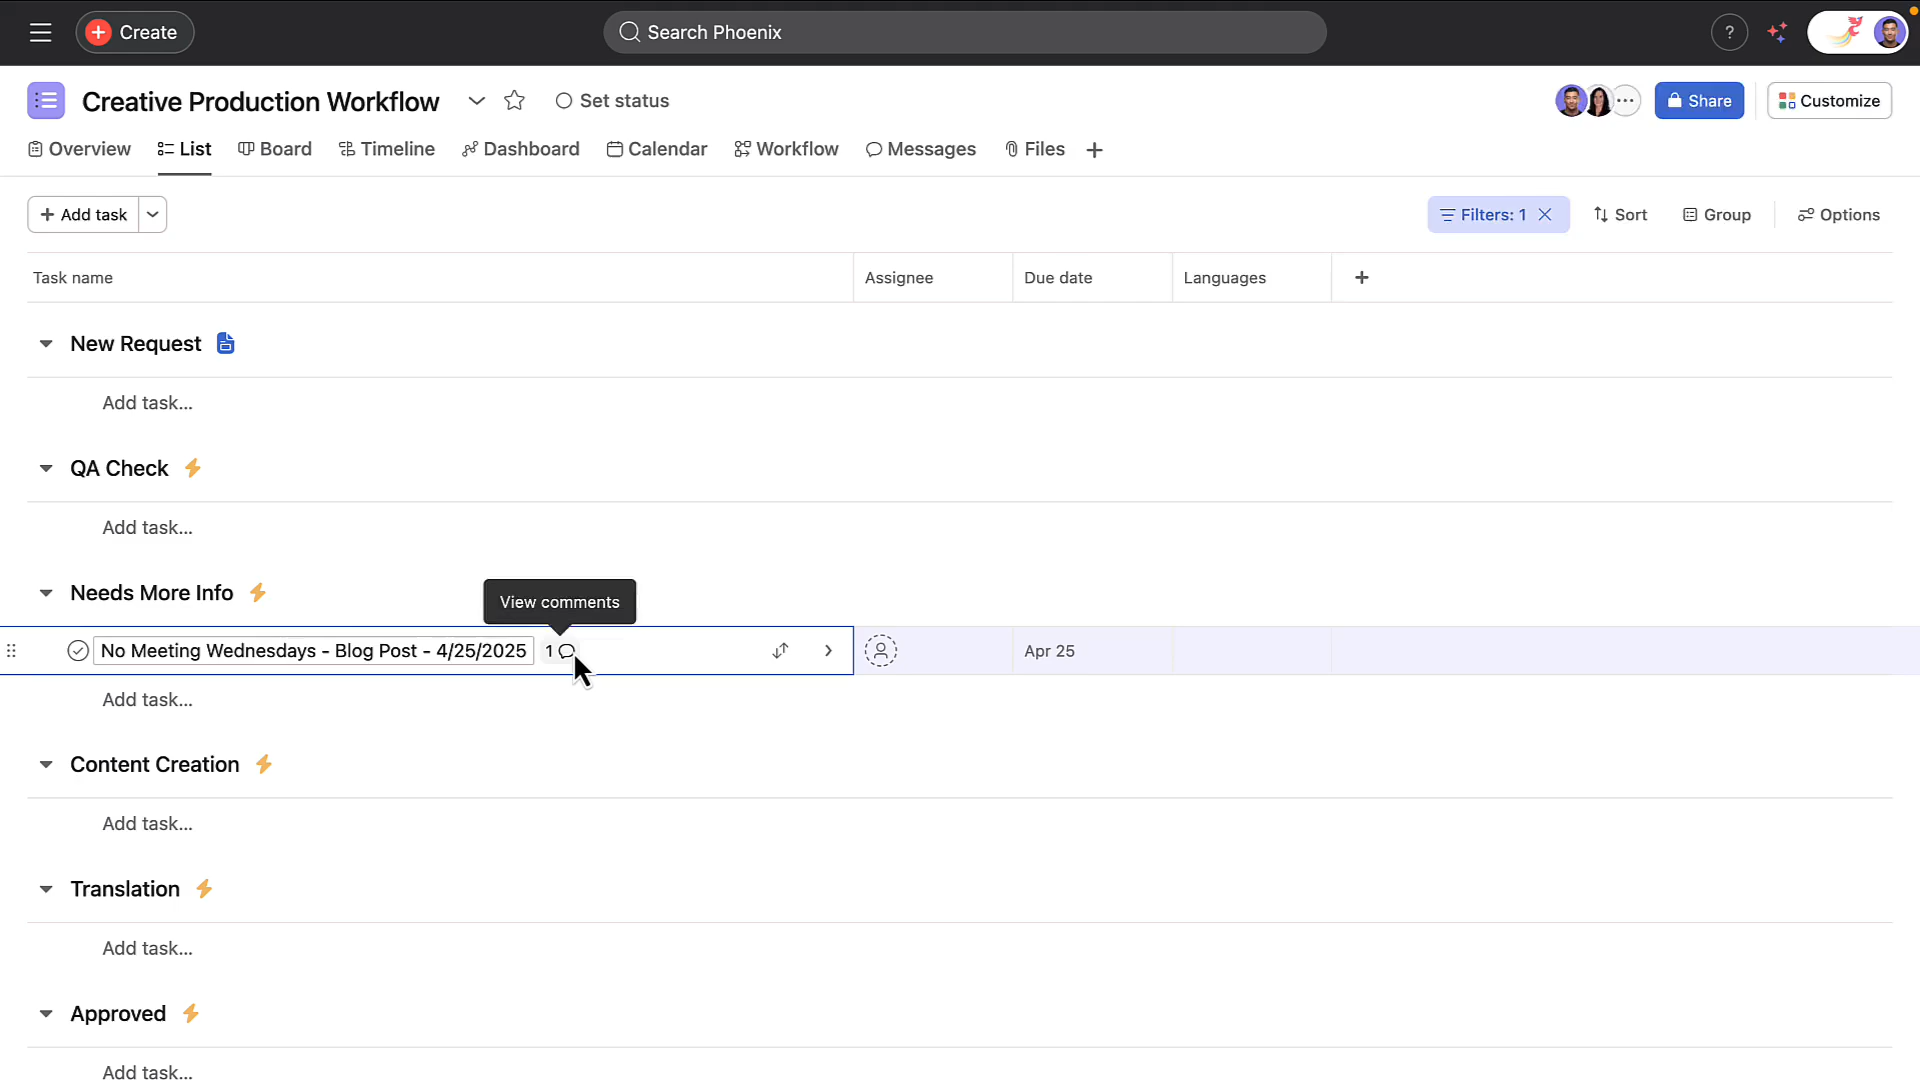 Create
Search Phoenix
?
Creative Production Workflow
Set status
Share
Customize
Overview
List
Board
Timeline
Dashboard
Calendar
Workflow
Messages
Files
Add task
Filters: 1
Sort
Group
Options
Task name
Assignee
Due date
Languages
New Request
Add task...
QA Check
Add task...
Needs More Info
View comments
No Meeting Wednesdays - Blog Post - 4/25/2025
1
Apr 25
Add task...
Content Creation
Add task...
Translation
Add task...
Approved
Add task...